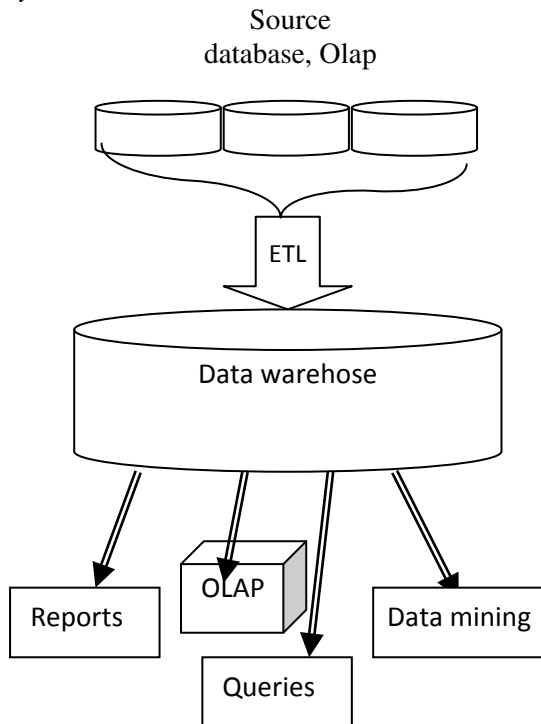 Source
database, Olap
ETL
Data warehose
Reports
OLAP
Data mining
Queries